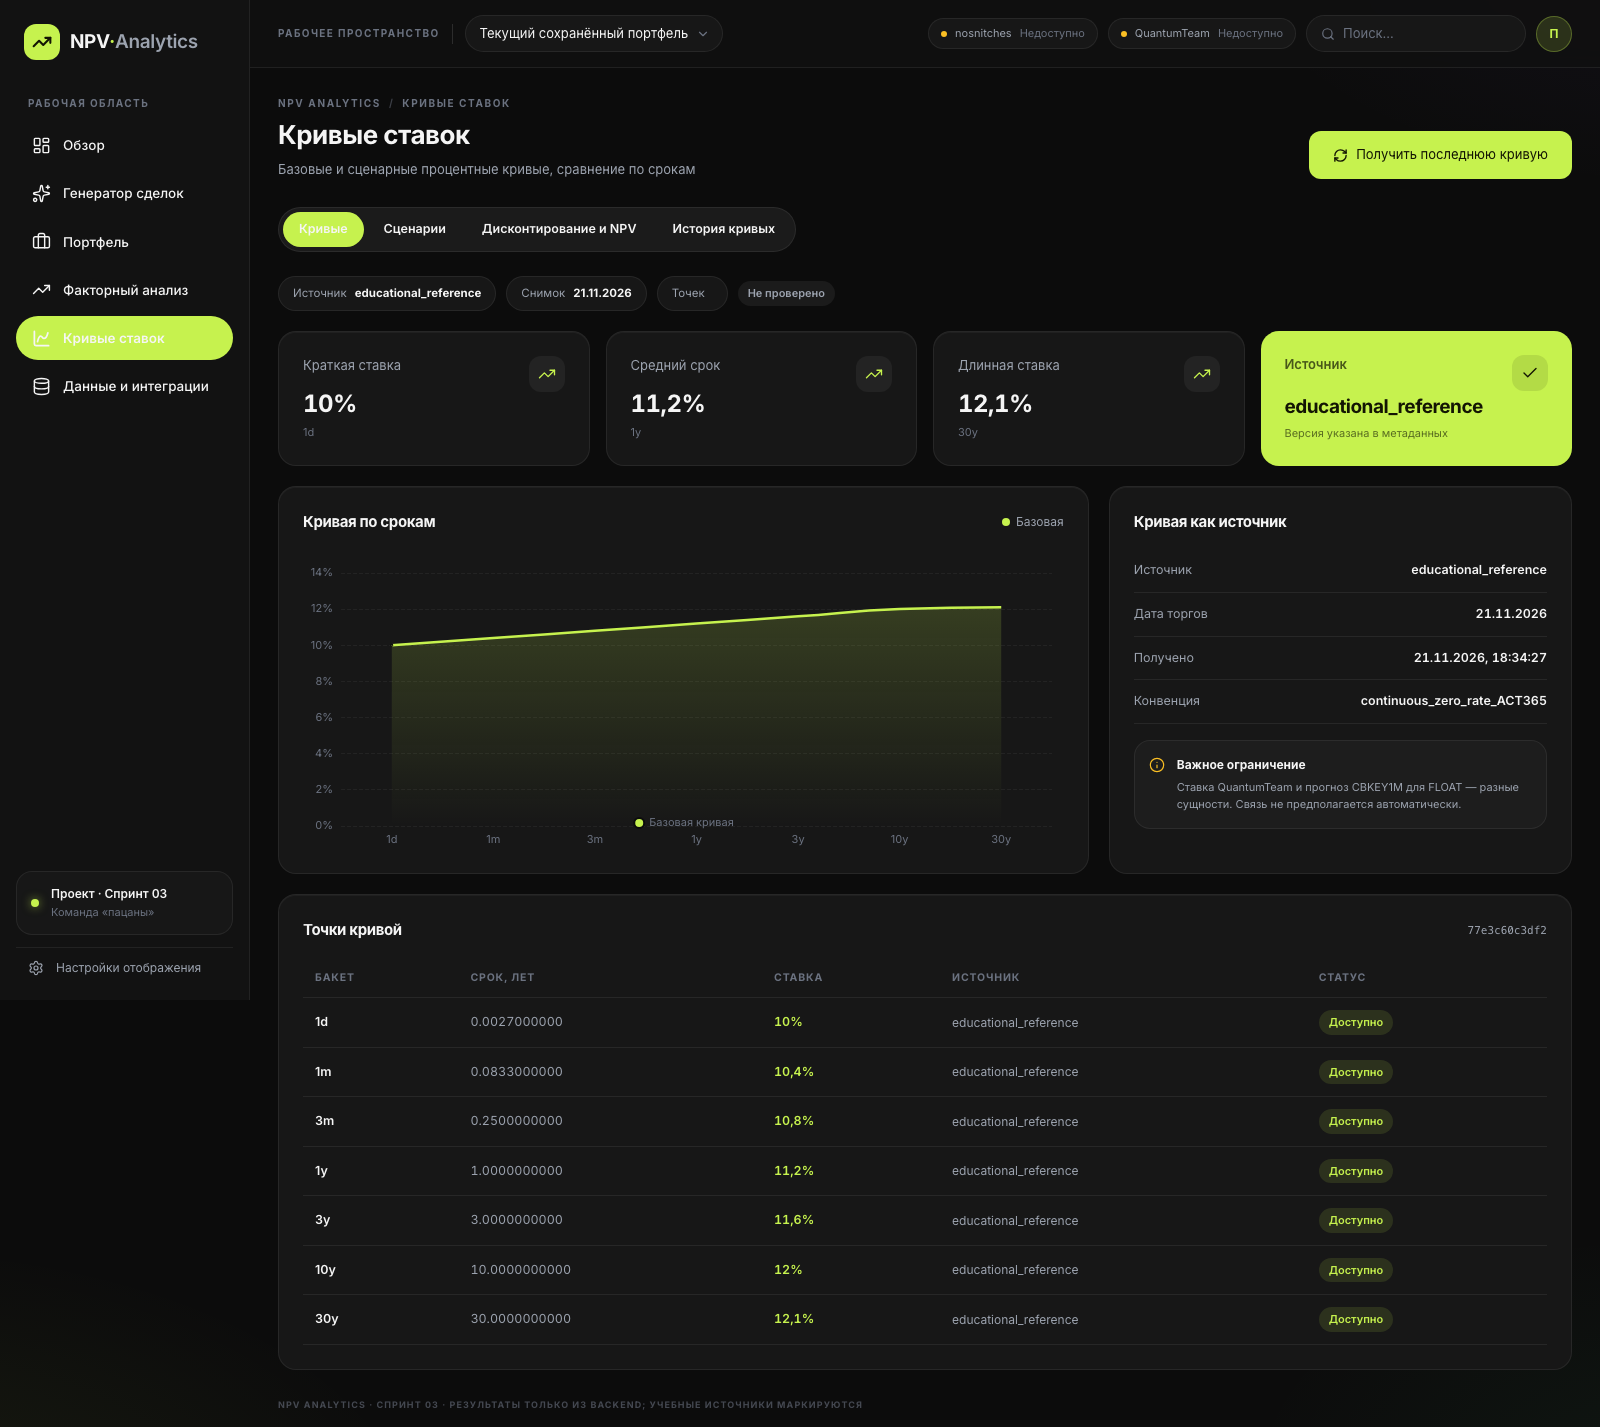 NPV·Analytics
РАБОЧЕЕ ПРОСТРАНСТВО
Текущий сохранённый портфель
nosnitches Недоступно
QuantumTeam Недоступно
Поиск...
П
РАБОЧАЯ ОБЛАСТЬ
Обзор
Генератор сделок
Портфель
Факторный анализ
Кривые ставок
Данные и интеграции
Проект · Спринт 03
Команда «пацаны»
Настройки отображения
NPV ANALYTICS / КРИВЫЕ СТАВОК
Кривые ставок
Базовые и сценарные процентные кривые, сравнение по срокам
Получить последнюю кривую
Кривые Сценарии Дисконтирование и NPV История кривых
Источник educational_reference Снимок 21.11.2026 Точек Не проверено
Краткая ставка
10%
1d
Средний срок
11,2%
1y
Длинная ставка
12,1%
30y
Источник
educational_reference
Версия указана в метаданных
Кривая по срокам
Базовая
14%
12%
10%
8%
6%
4%
2%
0%
Базовая кривая
1d 1m 3m 1y 3y 10y 30y
Кривая как источник
Источник educational_reference
Дата торгов 21.11.2026
Получено 21.11.2026, 18:34:27
Конвенция continuous_zero_rate_ACT365
Важное ограничение
Ставка QuantumTeam и прогноз CBKEY1M для FLOAT — разные
сущности. Связь не предполагается автоматически.
Точки кривой
77e3c60c3df2
БАКЕТ СРОК, ЛЕТ СТАВКА ИСТОЧНИК СТАТУС
1d 0.0027000000 10% educational_reference Доступно
1m 0.0833000000 10,4% educational_reference Доступно
3m 0.2500000000 10,8% educational_reference Доступно
1y 1.0000000000 11,2% educational_reference Доступно
3y 3.0000000000 11,6% educational_reference Доступно
10y 10.0000000000 12% educational_reference Доступно
30y 30.0000000000 12,1% educational_reference Доступно
NPV ANALYTICS · СПРИНТ 03 · РЕЗУЛЬТАТЫ ТОЛЬКО ИЗ BACKEND; УЧЕБНЫЕ ИСТОЧНИКИ МАРКИРУЮТСЯ